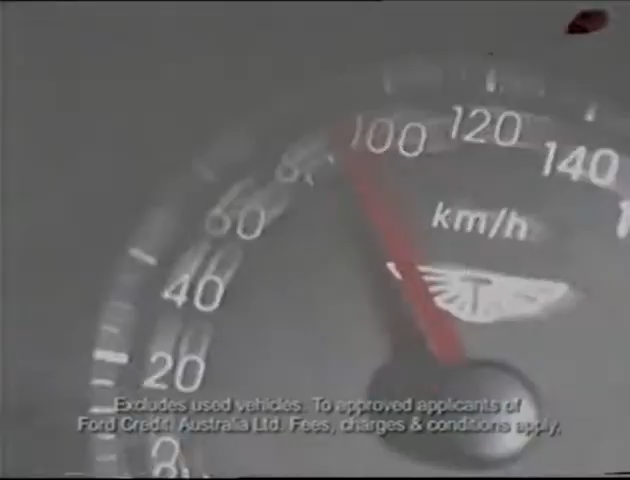 100
120
140
80
60
km/h
40
20
Excludes used vehicles. To approved applicants of
Ford Credit Australia Ltd. Fees, charges & conditions apply.